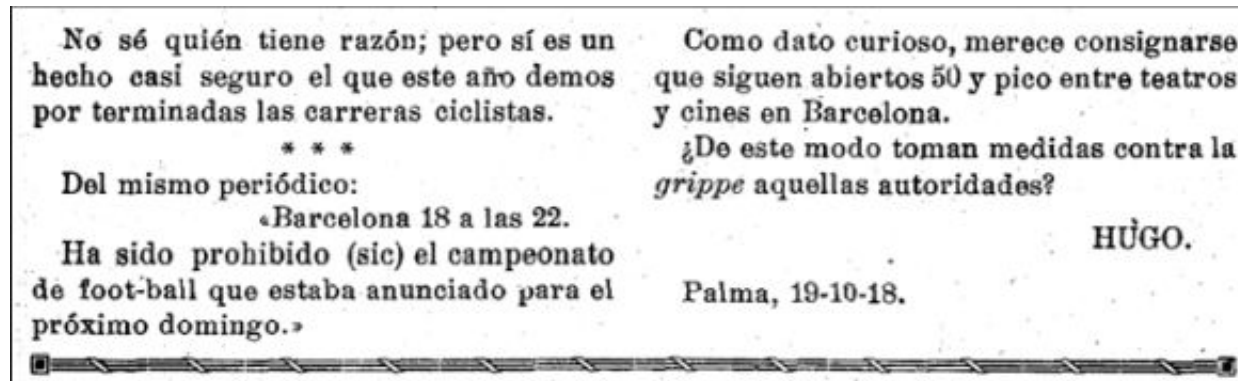 No sé quién tiene razón; pero sí es un
hecho casi seguro el que este año demos
por terminadas las carreras ciclistas.
* * *
Del mismo periódico:
«Barcelona 18 a las 22.
Ha sido prohibido (sic) el campeonato
de foot-ball que estaba anunciado para el
próximo domingo.»
Como dato curioso, merece consignarse
que siguen abiertos 50 y pico entre teatros
y cines en Barcelona.
¿De este modo toman medidas contra la
grippe aquellas autoridades?
HUGO.
Palma, 19-10-18.